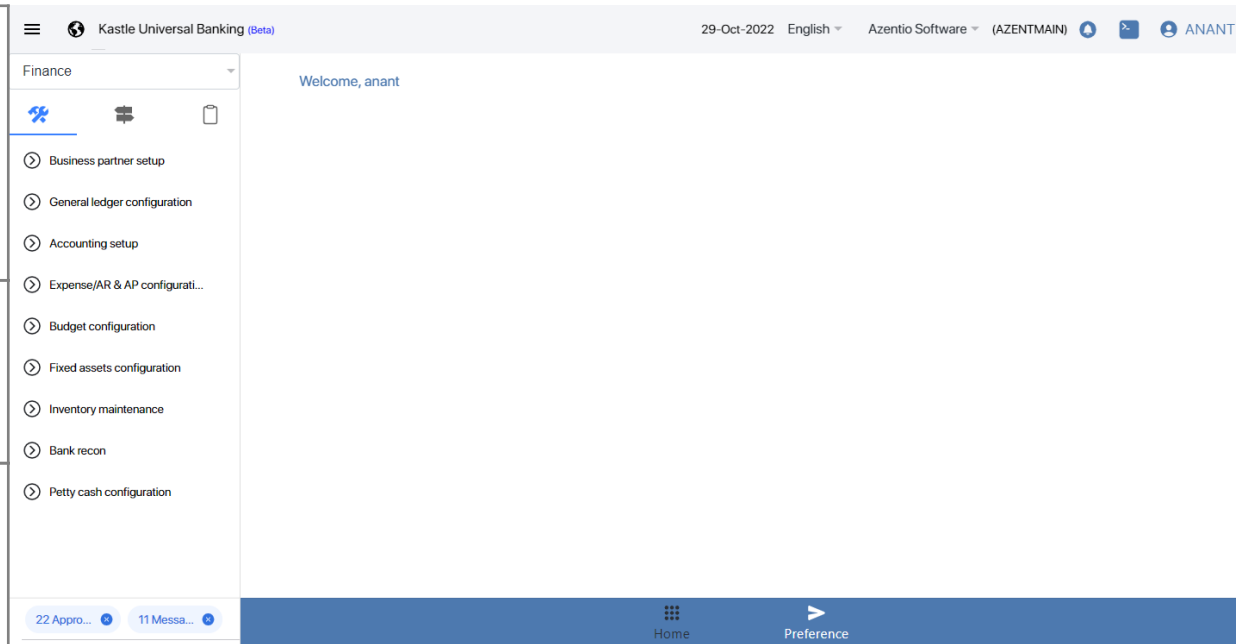 Kastle Universal Banking (Beta)
29-Oct-2022 English Azentio Software (AZENTMAIN) ANANT
Finance
Welcome, anant
Business partner setup
General ledger configuration
Accounting setup
Expense/AR & AP configurati...
Budget configuration
Fixed assets configuration
Inventory maintenance
Bank recon
Petty cash configuration
22 Appro... 11 Messa...
Home Preference